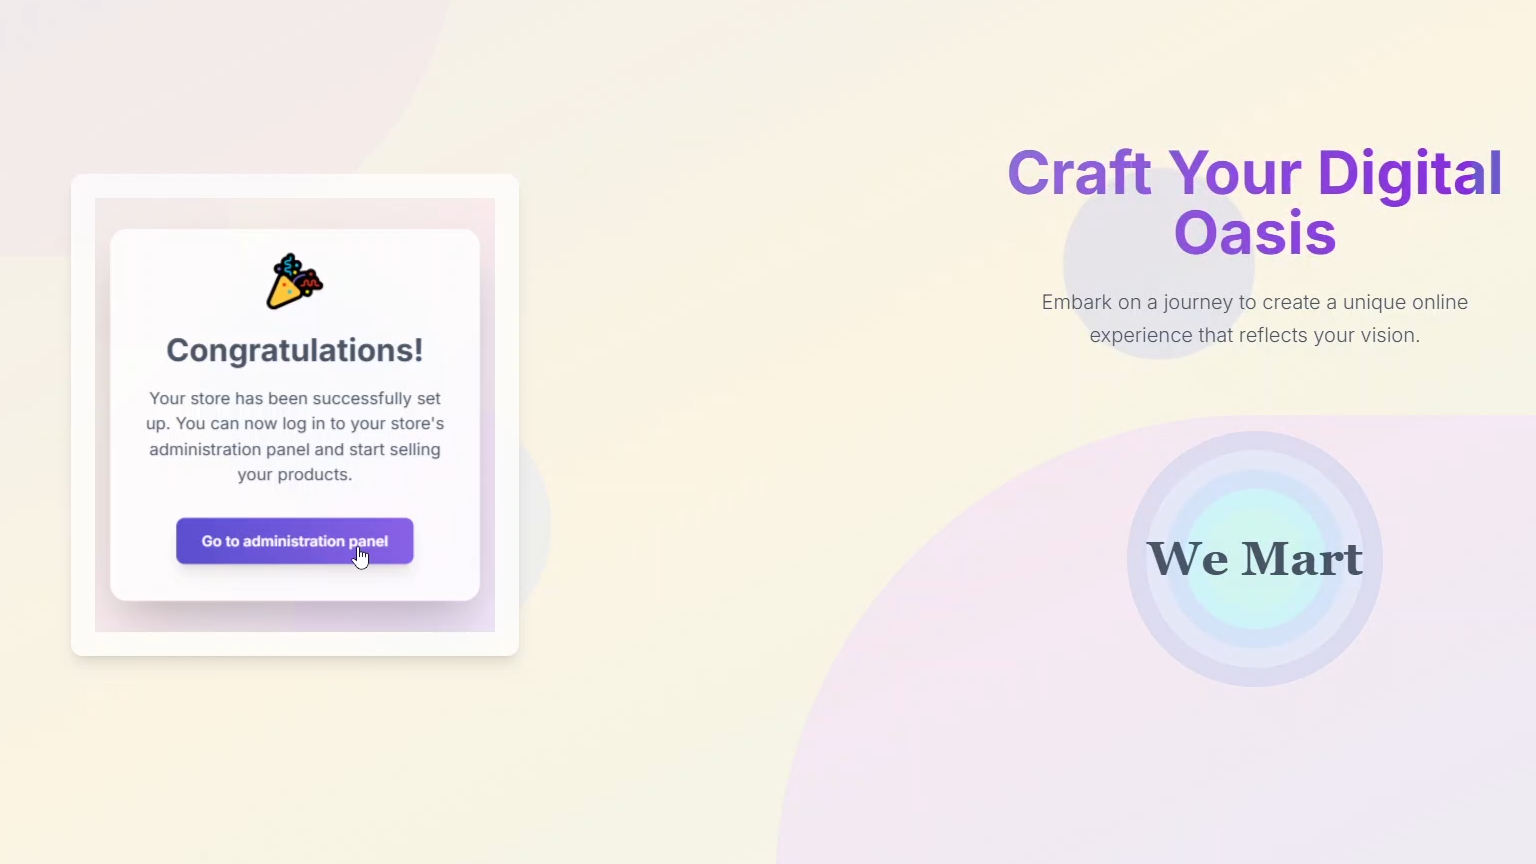 Congratulations!
Your store has been successfully set
up. You can now log in to your store's
administration panel and start selling
your products.
Go to administration panel
Craft Your Digital
Oasis
Embark on a journey to create a unique online
experience that reflects your vision.
We Mart